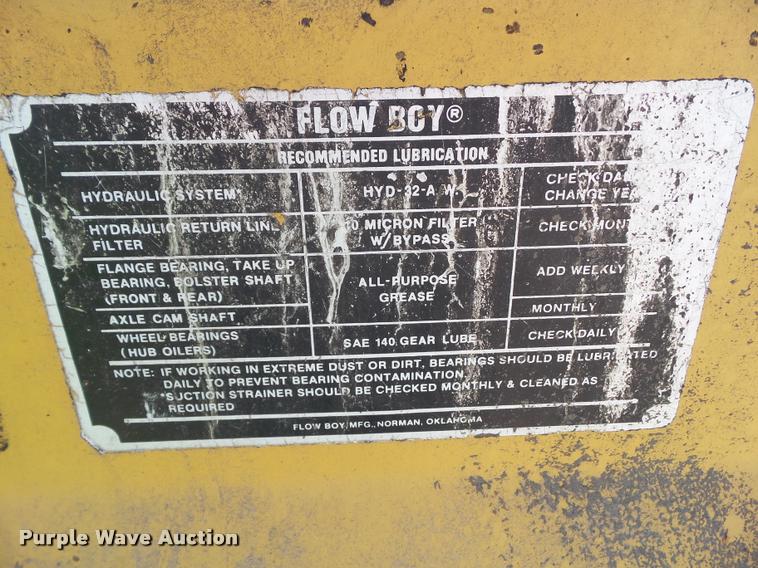 FLOW BOY®
RECOMMENDED LUBRICATION
HYDRAULIC SYSTEM HYD-32-A.W. CHECK
CHANGE
HYDRAULIC RETURN LINE
FILTER
10 MICRON FILTER
W/BYPASS
CHECK
FLANGE BEARING, TAKE UP
BEARING, BOLSTER SHAFT
(FRONT & REAR)
ALL-PURPOSE
GREASE
ADD WEEKLY
AXLE CAM SHAFT MONTHLY
WHEEL BEARINGS
(HUB OILERS)
SAE 140 GEAR LUBE CHECK DAILY
NOTE: IF WORKING IN EXTREME DUST OR DIRT, BEARINGS SHOULD BE LUBRICATED
DAILY TO PREVENT BEARING CONTAMINATION.
SUCTION STRAINER SHOULD BE CHECKED MONTHLY & CLEANED AS
REQUIRED
FLOW BOY, MFG., NORMAN, OKLAHOMA
Purple Wave Auction